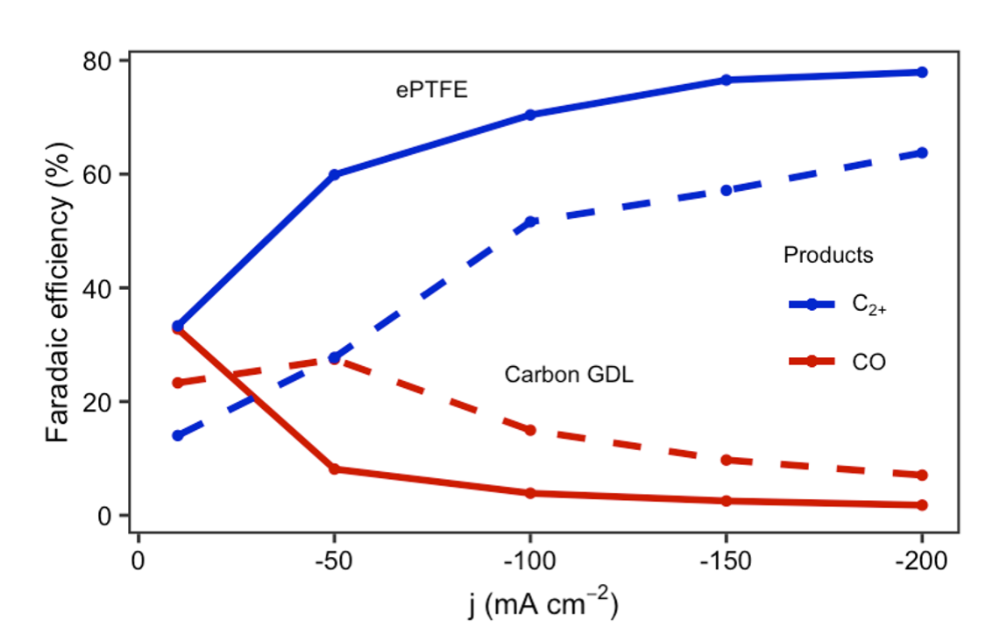 80
ePTFE
60
Products
40
C₂₊
Carbon GDL
CO
20
0
Faradaic efficiency (%)
0 -50 -100 -150 -200
j (mA cm⁻²)